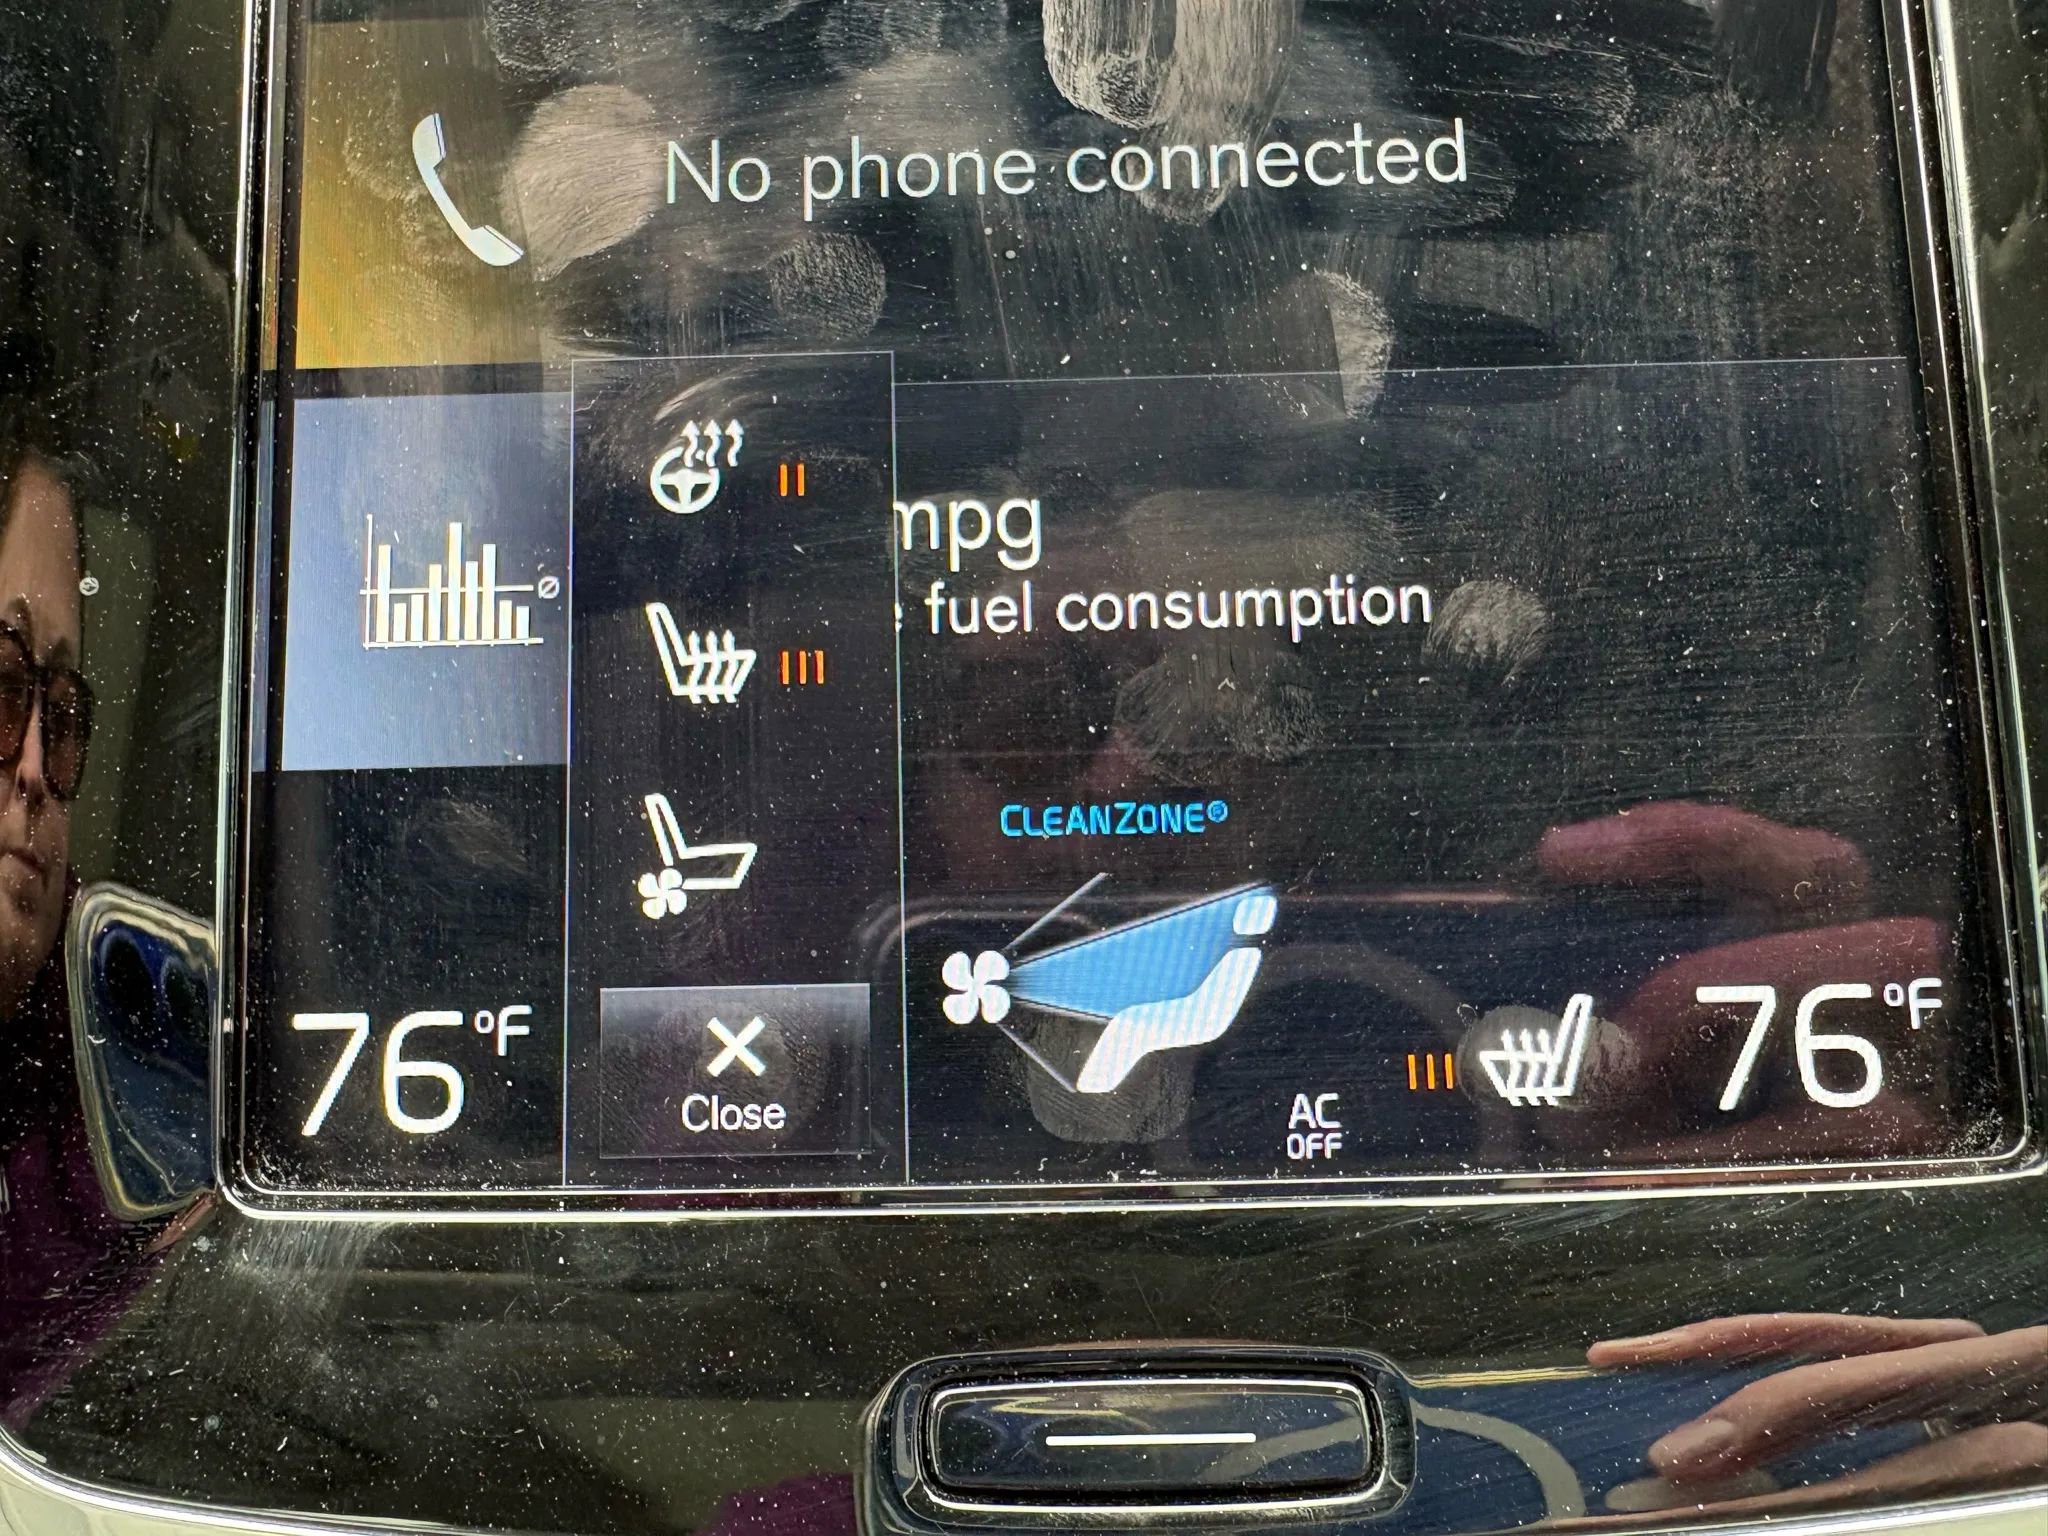 No phone connected
mpg
fuel consumption
CLEANZONE®
76 °F
Close
AC
OFF
76 °F